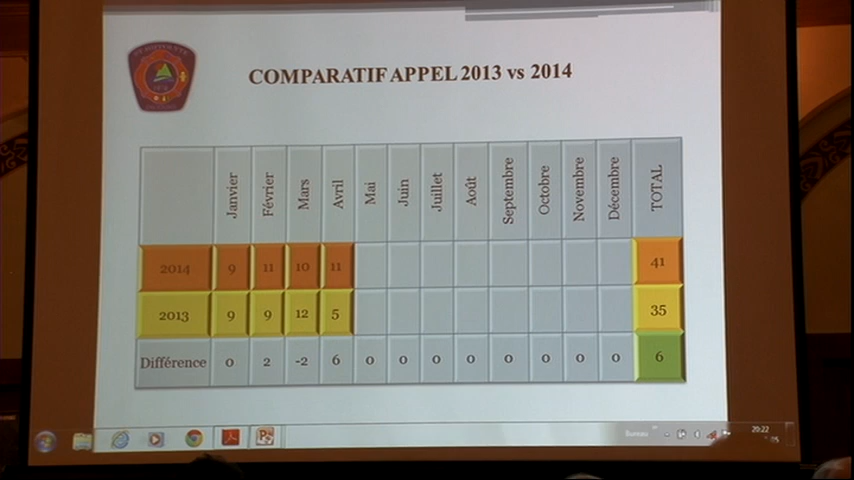 COMPARATIF APPEL 2013 vs 2014
Janvier Février Mars Avril Mai Juin Juillet Août Septembre Octobre Novembre Décembre TOTAL
2014 9 11 10 11 41
2013 9 9 12 5 35
Différence 0 2 -2 6 0 0 0 0 0 0 0 0 6
Bureau
20:22